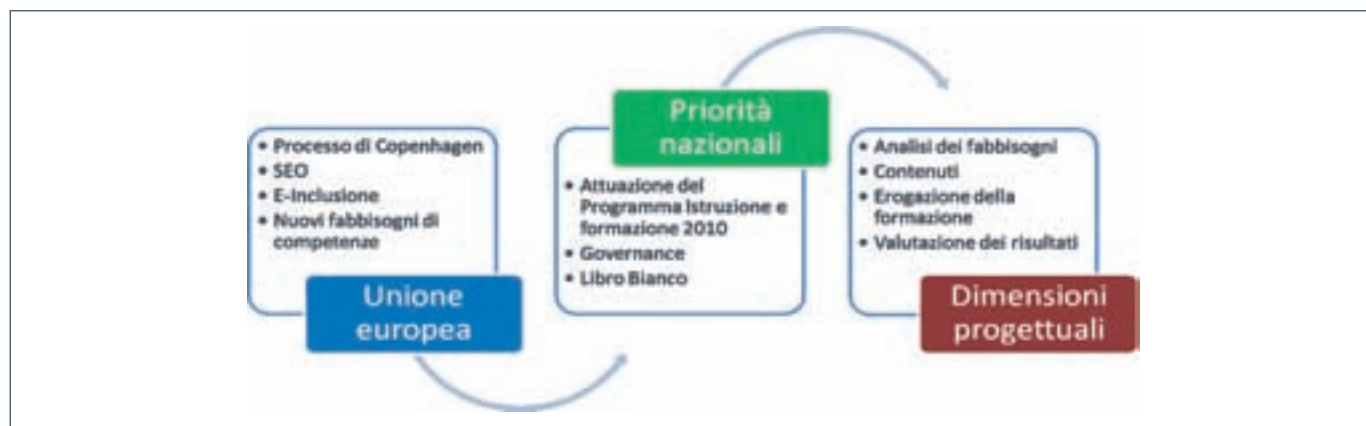 • Processo di Copenhagen
• SEO
• E-Inclusione
• Nuovi fabbisogni di
competenze
Unione
europea
Priorità
nazionali
• Attuazione del
Programma Istruzione e
formazione 2010
• Governance
• Libro Bianco
• Analisi dei fabbisogni
• Contenuti
• Erogazione della
formazione
• Valutazione dei risultati
Dimensioni
progettuali